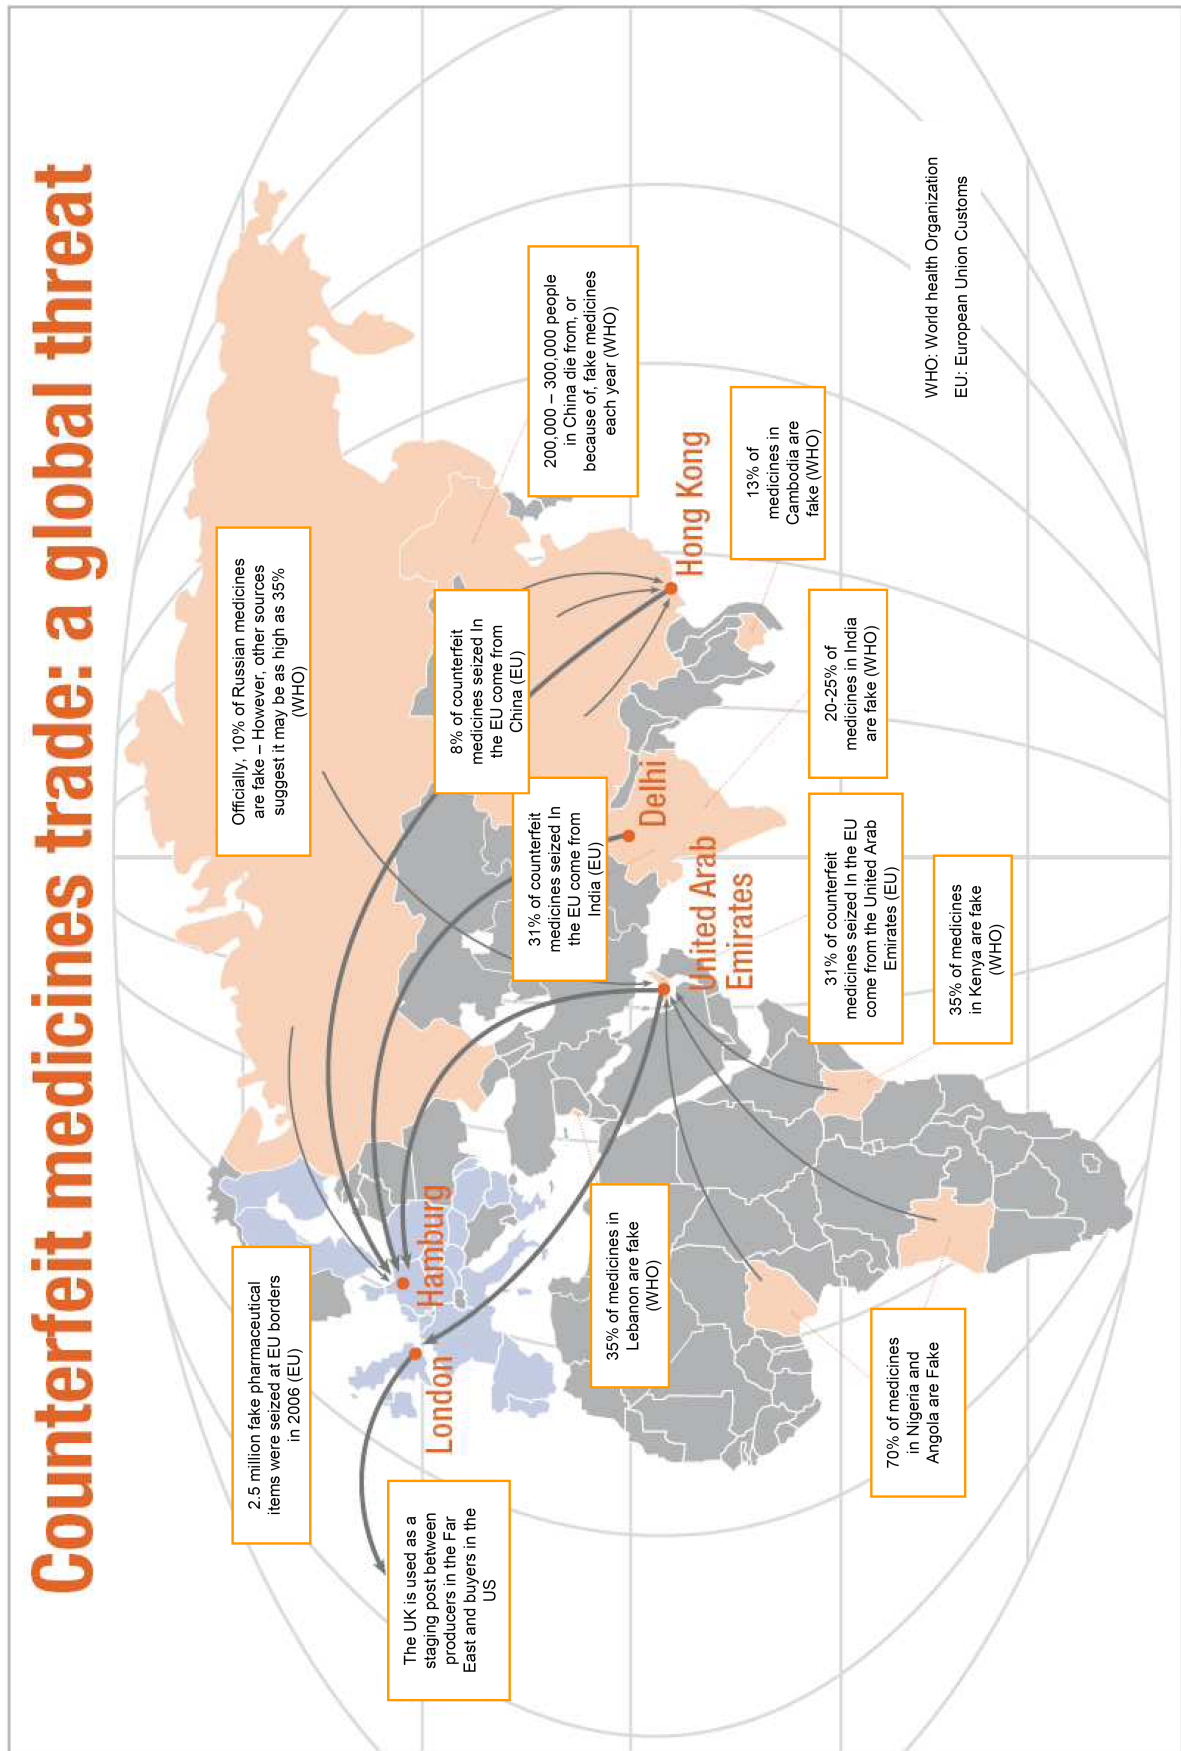 Counterfeit medicines trade: a global threat
2.5 million fake pharmaceutical
items were seized at EU borders
in 2006 (EU)
Officially, 10% of Russian medicines
are fake – However, other sources
suggest it may be as high as 35%
(WHO)
The UK is used as a
staging post between
producers in the Far
East and buyers in the
US
London
Hamburg
8% of counterfeit
medicines seized In
the EU come from
China (EU)
31% of counterfeit
medicines seized In
the EU come from
India (EU)
200,000 – 300,000 people
in China die from, or
because of, fake medicines
each year (WHO)
35% of medicines in
Lebanon are fake
(WHO)
United Arab
Emirates
Delhi
Hong Kong
13% of
medicines in
Cambodia are
fake (WHO)
20-25% of
medicines in India
are fake (WHO)
31% of counterfeit
medicines seized In the EU
come from the United Arab
Emirates (EU)
35% of medicines
in Kenya are fake
(WHO)
70% of medicines
in Nigeria and
Angola are Fake
WHO: World health Organization
EU: European Union Customs